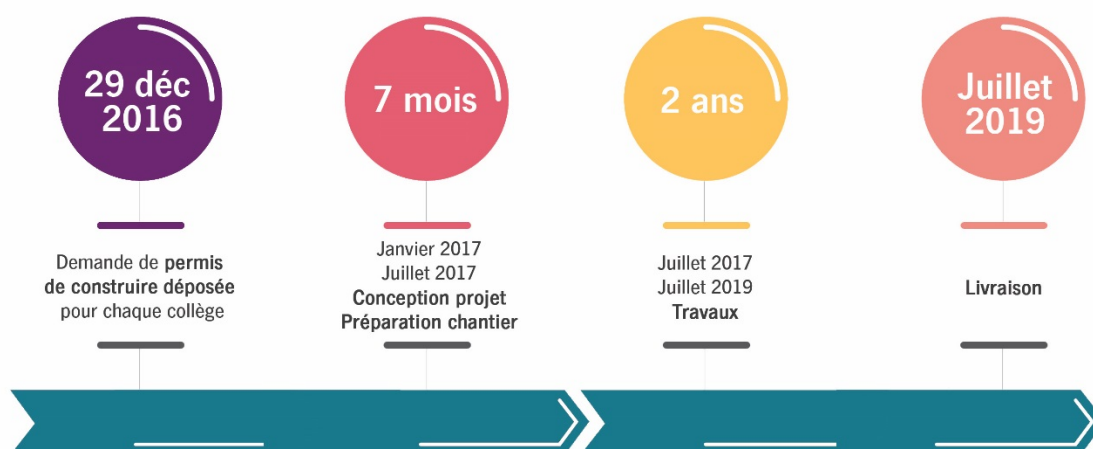 29 déc
2016
Demande de permis
de construire déposée
pour chaque collège
7 mois
Janvier 2017
Juillet 2017
Conception projet
Préparation chantier
2 ans
Juillet 2017
Juillet 2019
Travaux
Juillet
2019
Livraison